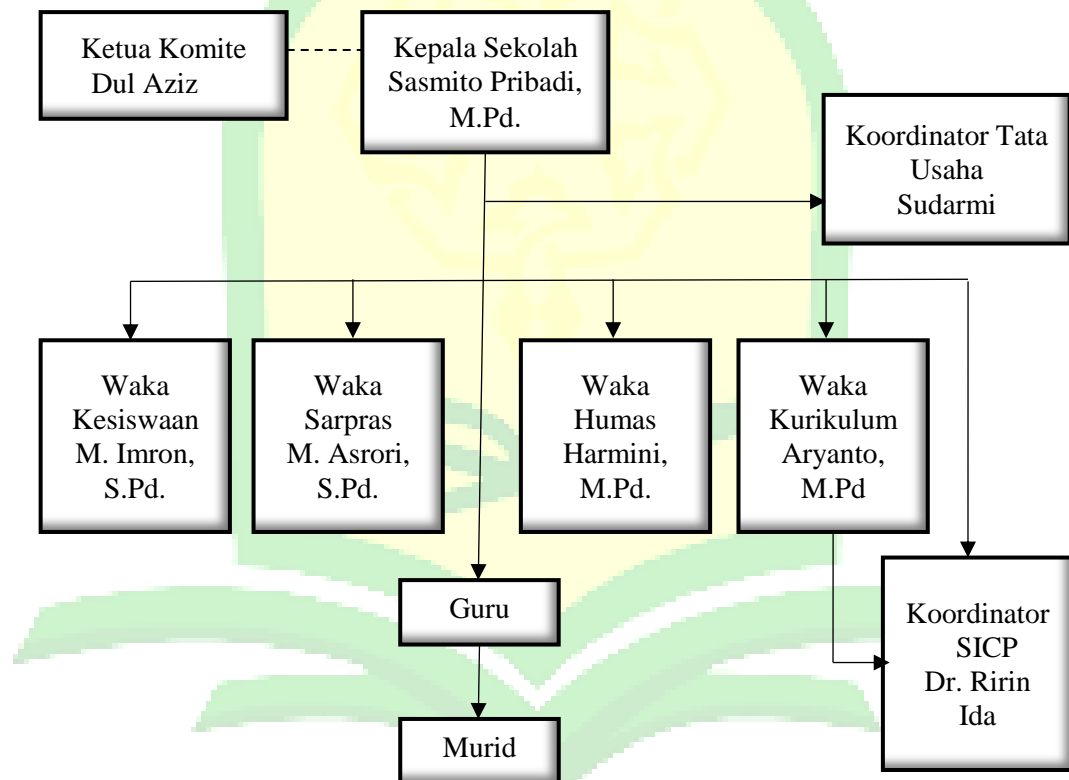 Ketua Komite
Dul Aziz
Kepala Sekolah
Sasmito Pribadi,
M.Pd.
Koordinator Tata
Usaha
Sudarmi
Waka
Kesiswaan
M. Imron,
S.Pd.
Waka
Sarpras
M. Asrori,
S.Pd.
Waka
Humas
Harmini,
M.Pd.
Waka
Kurikulum
Aryanto,
M.Pd
Guru
Koordinator
SICP
Dr. Ririn
Ida
Murid